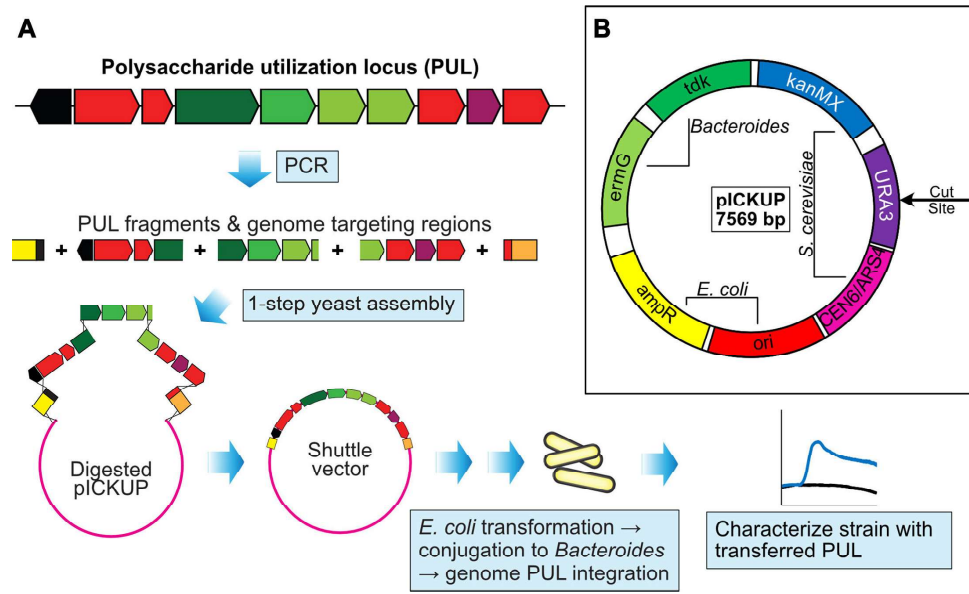 A
Polysaccharide utilization locus (PUL)
PCR
PUL fragments & genome targeting regions
+ + + +
1-step yeast assembly
Digested
pICKUP
Shuttle
vector
E. coli transformation →
conjugation to Bacteroides
→ genome PUL integration
Characterize strain with
transferred PUL
B
tdk
kanMX
Bacteroides
ermG
S. cerevisiae
URA3
pICKUP
7569 bp
Cut
Site
CEN6/ARS4
E. coli
ampR
ori